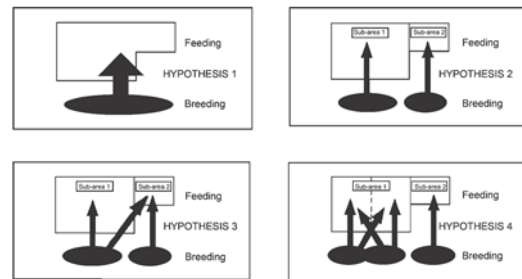 Feeding
HYPOTHESIS 1
Breeding
Sub-area 1
Sub-area 2
Feeding
HYPOTHESIS 2
Breeding
Sub-area 1
Sub-area 2
Feeding
HYPOTHESIS 3
Breeding
Sub-area 1
Sub-area 2
Feeding
HYPOTHESIS 4
Breeding